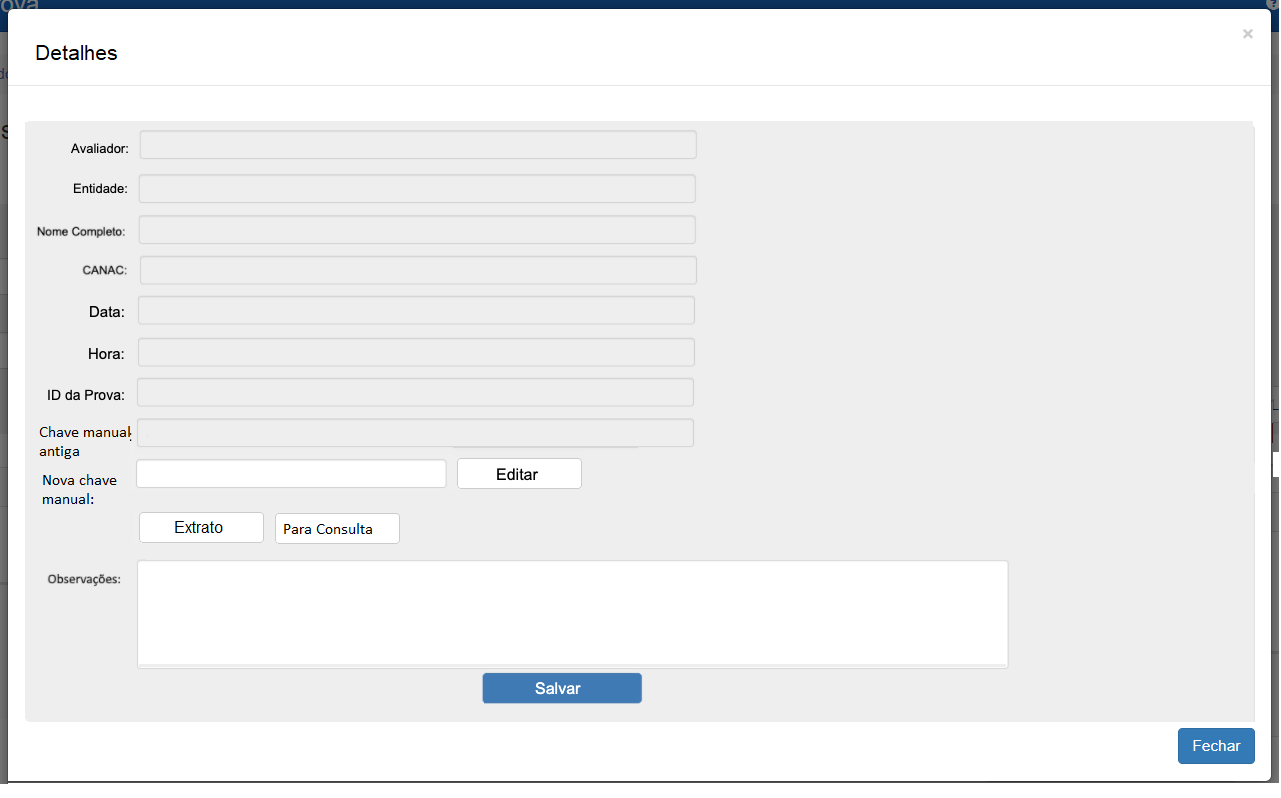 ova
Detalhes
×
Avaliador:
Entidade:
Nome Completo:
CANAC:
Data:
Hora:
ID da Prova:
Chave manual:
antiga
Nova chave
manual:
Editar
Extrato
Para Consulta
Observações:
Salvar
Fechar